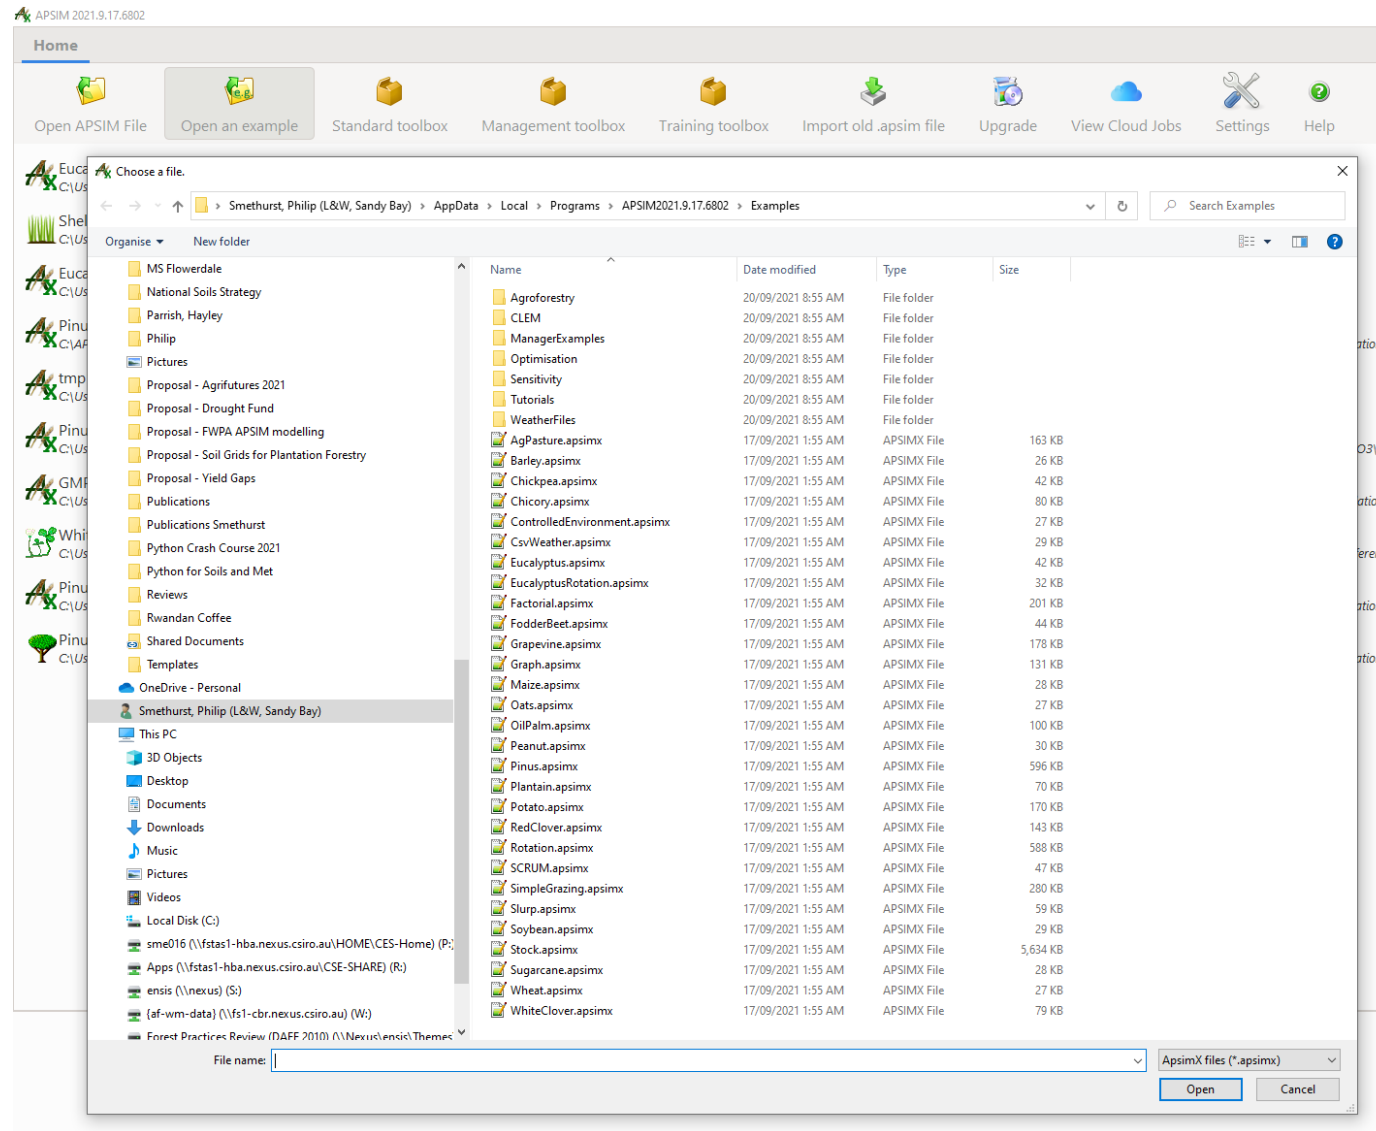 APSIM 2021.9.17.6802
Home
Open APSIM File
Open an example
Standard toolbox
Management toolbox
Training toolbox
Import old .apsim file
Upgrade
View Cloud Jobs
Settings
Help
e.g.
Euca
C:\Us
Shel
C:\Us
Euca
C:\Us
Pinu
C:\AP
tmp
C:\Us
Pinu
C:\Us
GMF
C:\Us
Whi
C:\Us
Pinu
C:\Us
Pinu
C:\Us
Choose a file.
Smethurst, Philip (L&W, Sandy Bay) > AppData > Local > Programs > APSIM2021.9.17.6802 > Examples
Search Examples
Organise
New folder
MS Flowerdale
National Soils Strategy
Parrish, Hayley
Philip
Pictures
Proposal - Agrifutures 2021
Proposal - Drought Fund
Proposal - FWPA APSIM modelling
Proposal - Soil Grids for Plantation Forestry
Proposal - Yield Gaps
Publications
Publications Smethurst
Python Crash Course 2021
Python for Soils and Met
Reviews
Rwandan Coffee
Shared Documents
Templates
OneDrive - Personal
Smethurst, Philip (L&W, Sandy Bay)
This PC
3D Objects
Desktop
Documents
Downloads
Music
Pictures
Videos
Local Disk (C:)
sme016 (\\fstas1-hba.nexus.csiro.au\HOME\CES-Home) (P:)
Apps (\\fstas1-hba.nexus.csiro.au\CSE-SHARE) (R:)
ensis (\\nexus) (S:)
{af-wm-data} (\\fs1-cbr.nexus.csiro.au) (W:)
Forest Practices Review (DAFF 2010) (\\Nexus\ensis\Themes
Name Date modified Type Size
Agroforestry 20/09/2021 8:55 AM File folder
CLEM 20/09/2021 8:55 AM File folder
ManagerExamples 20/09/2021 8:55 AM File folder
Optimisation 20/09/2021 8:55 AM File folder
Sensitivity 20/09/2021 8:55 AM File folder
Tutorials 20/09/2021 8:55 AM File folder
WeatherFiles 20/09/2021 8:55 AM File folder
AgPasture.apsimx 17/09/2021 1:55 AM APSIMX File 163 KB
Barley.apsimx 17/09/2021 1:55 AM APSIMX File 26 KB
Chickpea.apsimx 17/09/2021 1:55 AM APSIMX File 42 KB
Chicory.apsimx 17/09/2021 1:55 AM APSIMX File 80 KB
ControlledEnvironment.apsimx 17/09/2021 1:55 AM APSIMX File 27 KB
CsvWeather.apsimx 17/09/2021 1:55 AM APSIMX File 29 KB
Eucalyptus.apsimx 17/09/2021 1:55 AM APSIMX File 42 KB
EucalyptusRotation.apsimx 17/09/2021 1:55 AM APSIMX File 32 KB
Factorial.apsimx 17/09/2021 1:55 AM APSIMX File 201 KB
FodderBeet.apsimx 17/09/2021 1:55 AM APSIMX File 44 KB
Grapevine.apsimx 17/09/2021 1:55 AM APSIMX File 178 KB
Graph.apsimx 17/09/2021 1:55 AM APSIMX File 131 KB
Maize.apsimx 17/09/2021 1:55 AM APSIMX File 28 KB
Oats.apsimx 17/09/2021 1:55 AM APSIMX File 27 KB
OilPalm.apsimx 17/09/2021 1:55 AM APSIMX File 100 KB
Peanut.apsimx 17/09/2021 1:55 AM APSIMX File 30 KB
Pinus.apsimx 17/09/2021 1:55 AM APSIMX File 596 KB
Plantain.apsimx 17/09/2021 1:55 AM APSIMX File 70 KB
Potato.apsimx 17/09/2021 1:55 AM APSIMX File 170 KB
RedClover.apsimx 17/09/2021 1:55 AM APSIMX File 143 KB
Rotation.apsimx 17/09/2021 1:55 AM APSIMX File 588 KB
SCRUM.apsimx 17/09/2021 1:55 AM APSIMX File 47 KB
SimpleGrazing.apsimx 17/09/2021 1:55 AM APSIMX File 280 KB
Slurp.apsimx 17/09/2021 1:55 AM APSIMX File 59 KB
Soybean.apsimx 17/09/2021 1:55 AM APSIMX File 29 KB
Stock.apsimx 17/09/2021 1:55 AM APSIMX File 5,634 KB
Sugarcane.apsimx 17/09/2021 1:55 AM APSIMX File 28 KB
Wheat.apsimx 17/09/2021 1:55 AM APSIMX File 27 KB
WhiteClover.apsimx 17/09/2021 1:55 AM APSIMX File 79 KB
File name:
ApsimX files (*.apsimx)
Open
Cancel